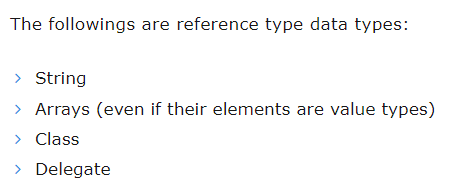 The followings are reference type data types:
String
Arrays (even if their elements are value types)
Class
Delegate